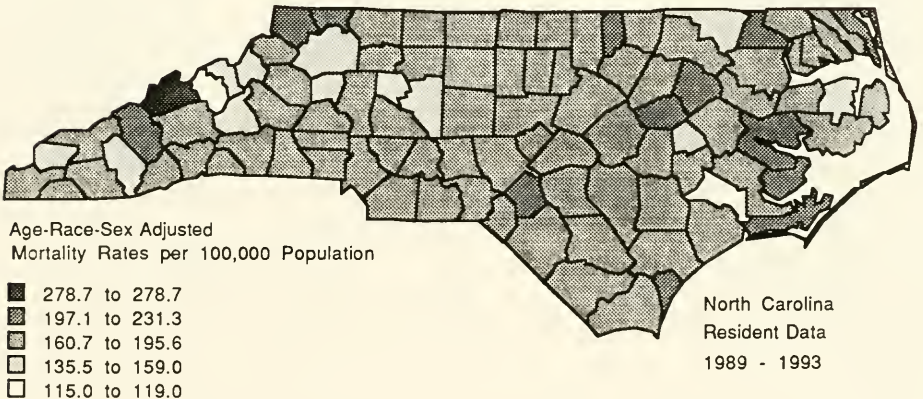 Age-Race-Sex Adjusted
Mortality Rates per 100,000 Population
278.7 to 278.7
197.1 to 231.3
160.7 to 195.6
135.5 to 159.0
115.0 to 119.0
North Carolina
Resident Data
1989 - 1993